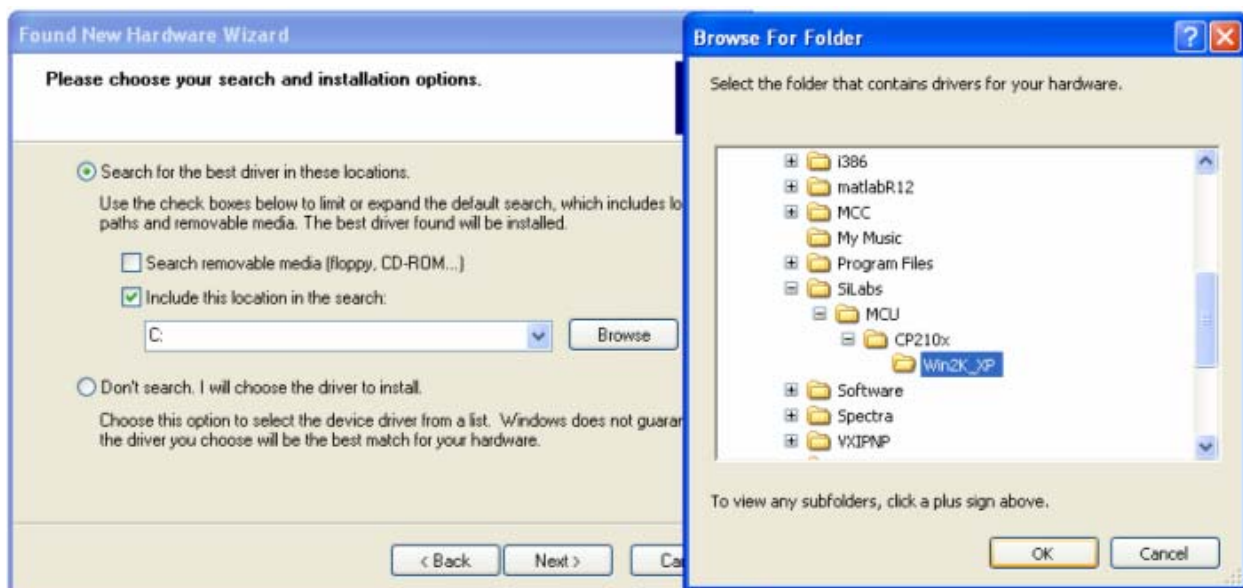 Found New Hardware Wizard
Please choose your search and installation options.
Search for the best driver in these locations.
Use the check boxes below to limit or expand the default search, which includes lo
paths and removable media. The best driver found will be installed.
Search removable media (floppy, CD-ROM...)
Include this location in the search:
C:
Browse
Don't search. I will choose the driver to install.
Choose this option to select the device driver from a list. Windows does not guarar
the driver you choose will be the best match for your hardware.
< Back
Next >
Ca
Browse For Folder
Select the folder that contains drivers for your hardware.
i386
matlabR12
MCC
My Music
Program Files
SiLabs
MCU
CP210x
Win2K_XP
Software
Spectra
VXIPNP
To view any subfolders, click a plus sign above.
OK
Cancel